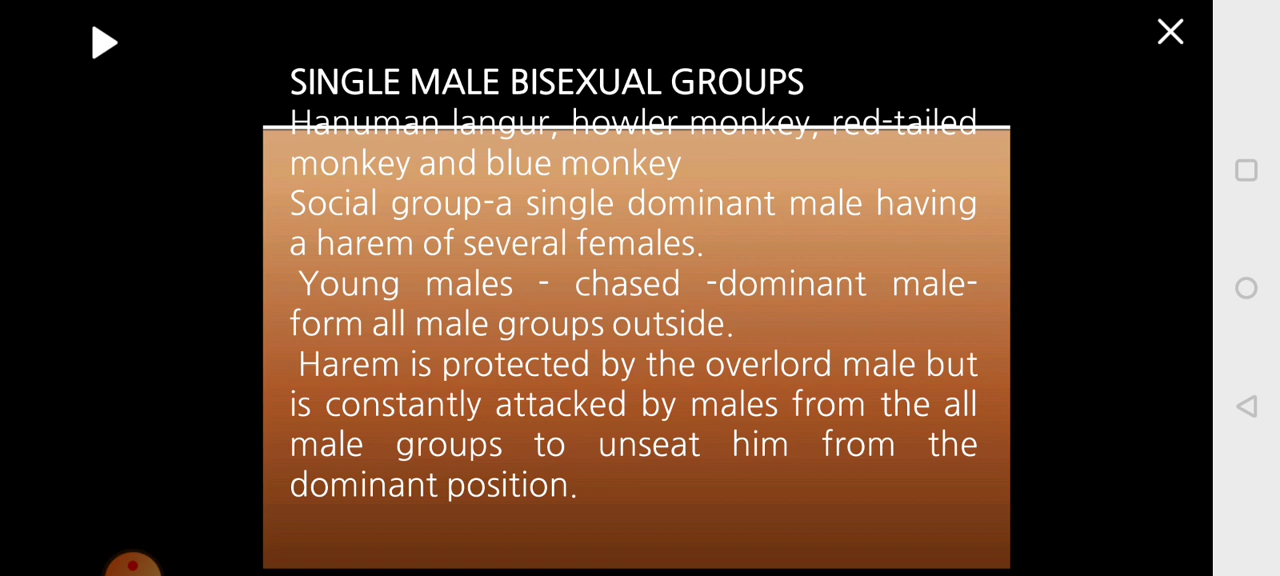 SINGLE MALE BISEXUAL GROUPS
Hanuman langur, howler monkey, red-tailed
monkey and blue monkey
Social group-a single dominant male having
a harem of several females.
Young males - chased -dominant male-
form all male groups outside.
Harem is protected by the overlord male but
is constantly attacked by males from the all
male groups to unseat him from the
dominant position.